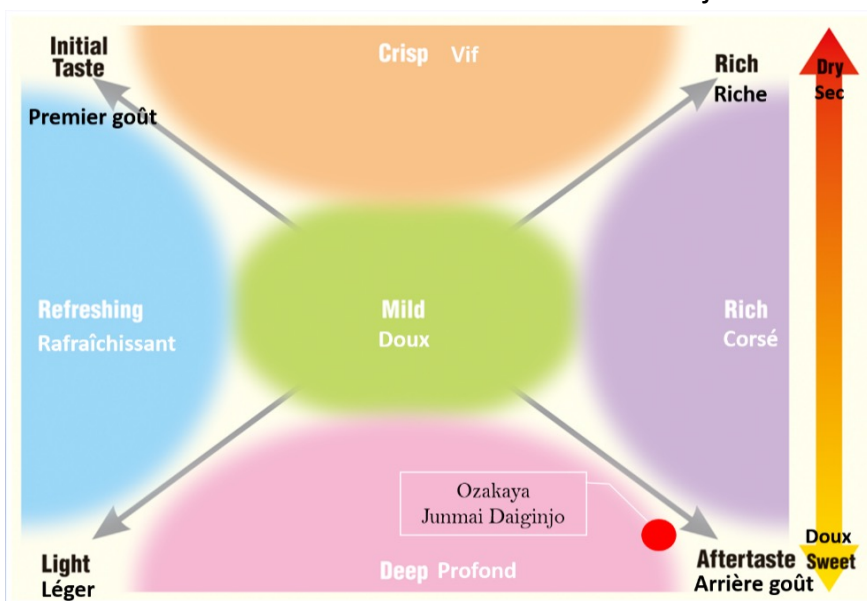 Initial
Taste
Premier goût
Crisp Vif
Rich
Riche
Dry
Sec
Refreshing
Rafraîchissant
Mild
Doux
Rich
Corsé
Ozakaya
Junmai Daiginjo
Light
Léger
Deep Profond
Aftertaste
Arrière goût
Doux
Sweet